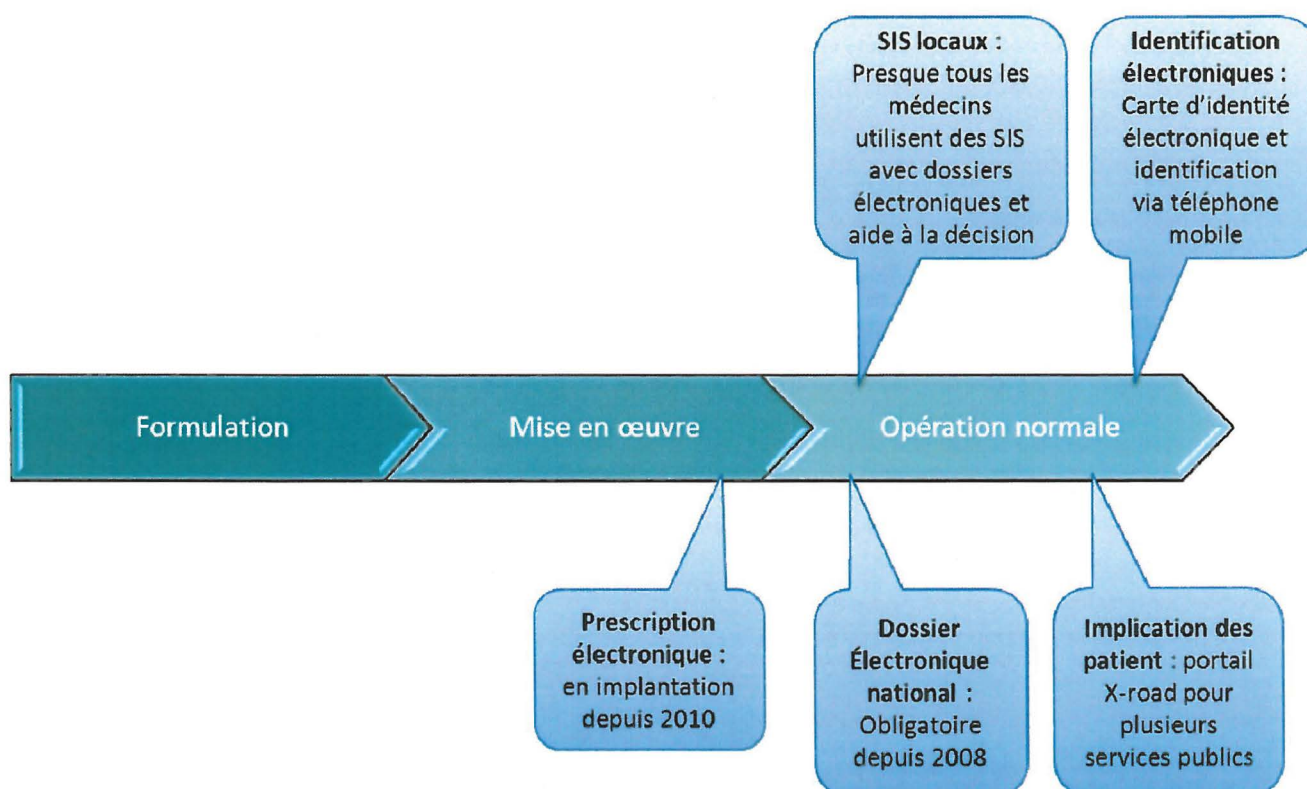 SIS locaux :
Presque tous les
médecins
utilisent des SIS
avec dossiers
électroniques et
aide à la décision
Identification
électroniques :
Carte d'identité
électronique et
identification
via téléphone
mobile
Formulation
Mise en œuvre
Opération normale
Prescription
électronique :
en implantation
depuis 2010
Dossier
Électronique
national :
Obligatoire
depuis 2008
Implication des
patient : portail
X-road pour
plusieurs
services publics